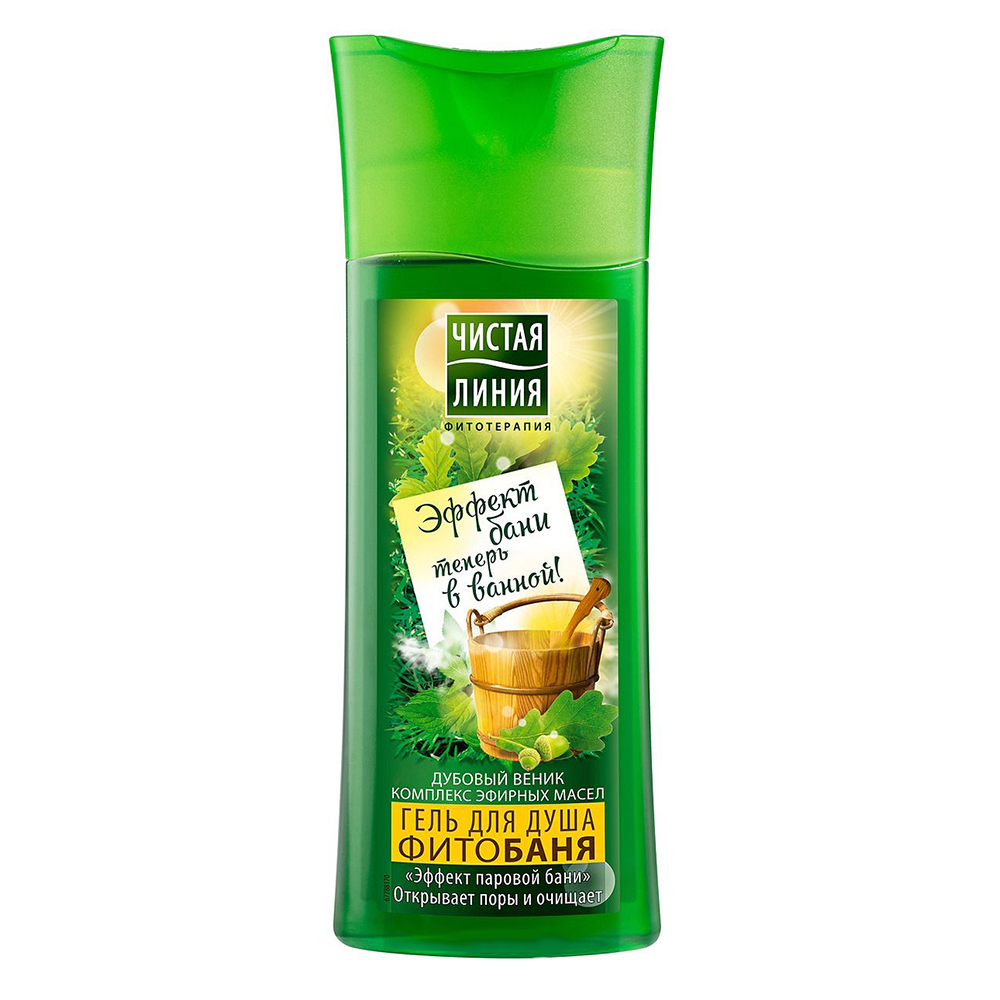 ЧИСТАЯ
ЛИНИЯ
ФИТОТЕРАПИЯ
Эффект
бани
теперь
в ванной!
ДУБОВЫЙ ВЕНИК
КОМПЛЕКС ЭФИРНЫХ МАСЕЛ
ГЕЛЬ ДЛЯ ДУША
ФИТОБАНЯ
«Эффект паровой бани»
Открывает поры и очищает